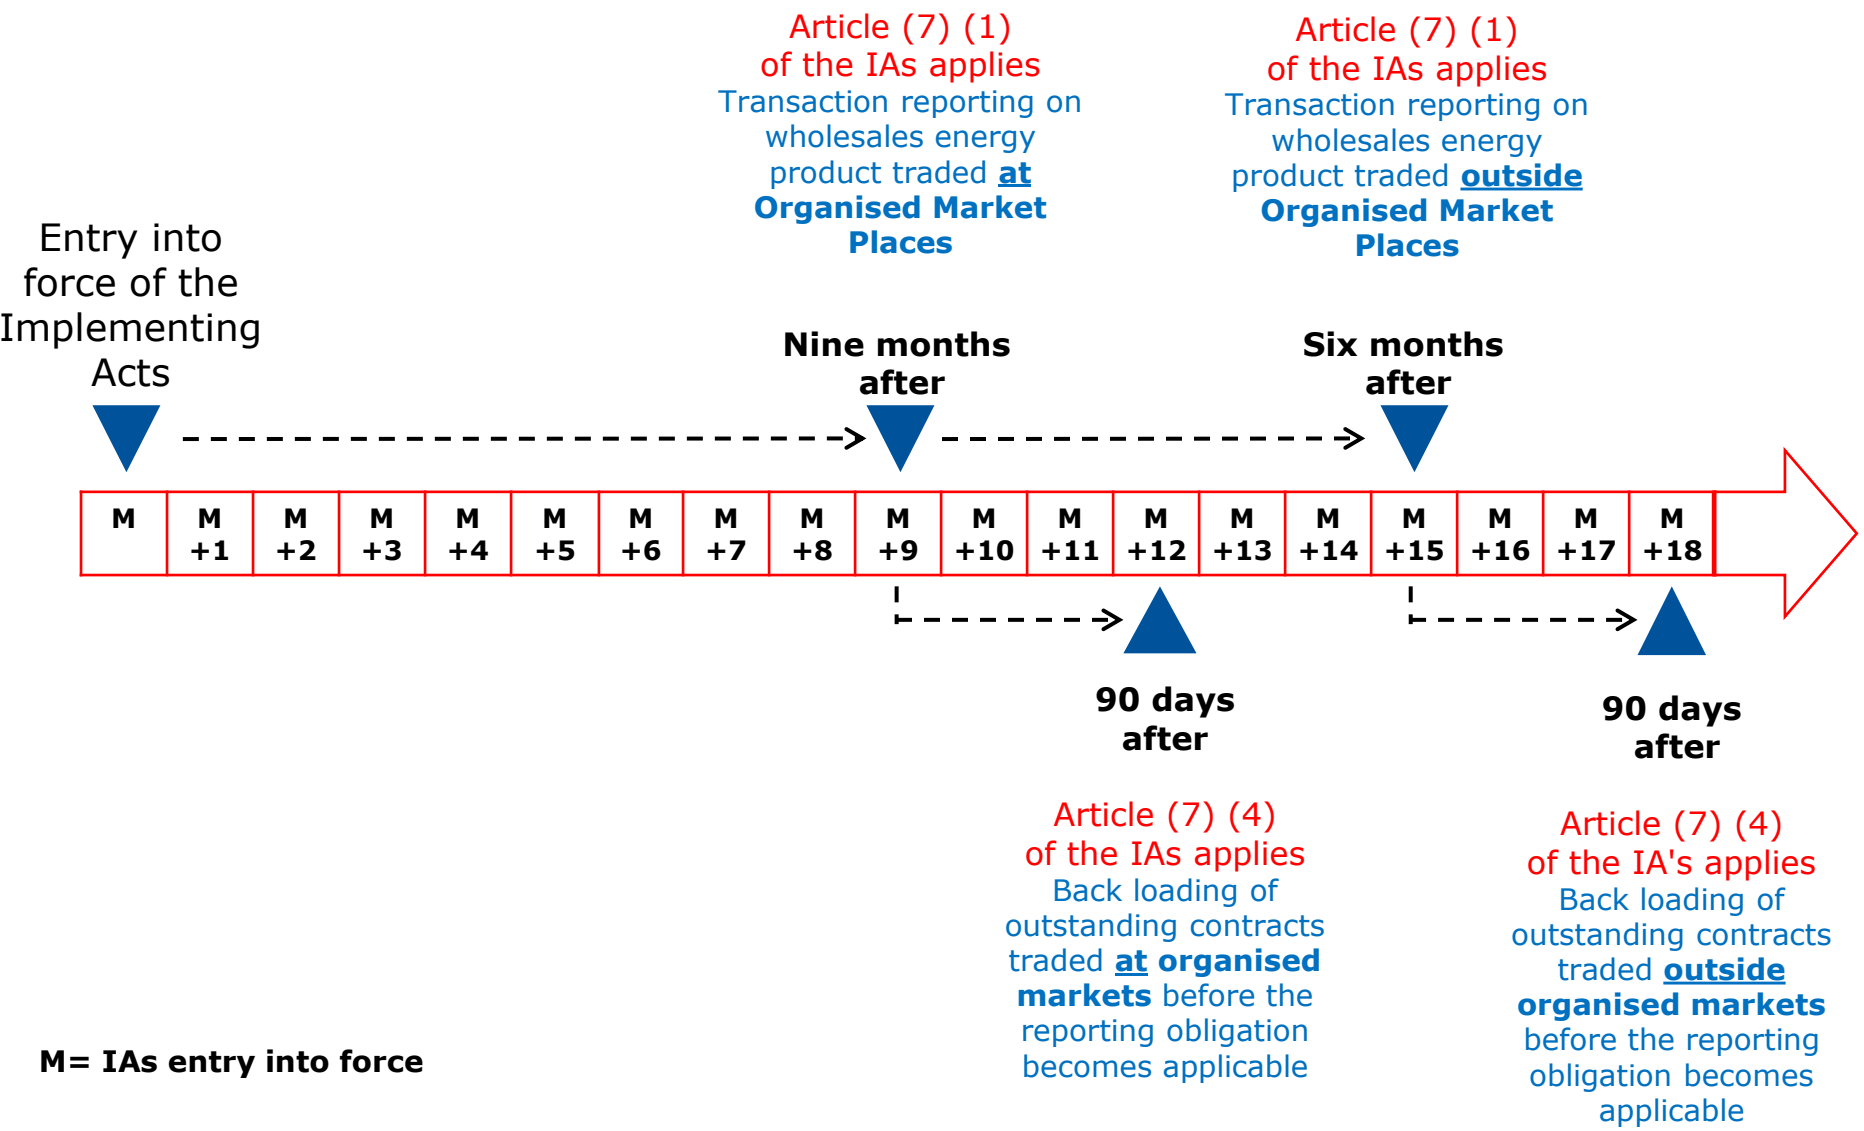 Article (7) (1)
of the IAs applies
Transaction reporting on
wholesales energy
product traded at
Organised Market
Places
Article (7) (1)
of the IAs applies
Transaction reporting on
wholesales energy
product traded outside
Organised Market
Places
Entry into
force of the
Implementing
Acts
Nine months
after
Six months
after
M
M
+1
M
+2
M
+3
M
+4
M
+5
M
+6
M
+7
M
+8
M
+9
M
+10
M
+11
M
+12
M
+13
M
+14
M
+15
M
+16
M
+17
M
+18
90 days
after
90 days
after
Article (7) (4)
of the IAs applies
Back loading of
outstanding contracts
traded at organised
markets before the
reporting obligation
becomes applicable
Article (7) (4)
of the IA's applies
Back loading of
outstanding contracts
traded outside
organised markets
before the reporting
obligation becomes
applicable
M= IAs entry into force